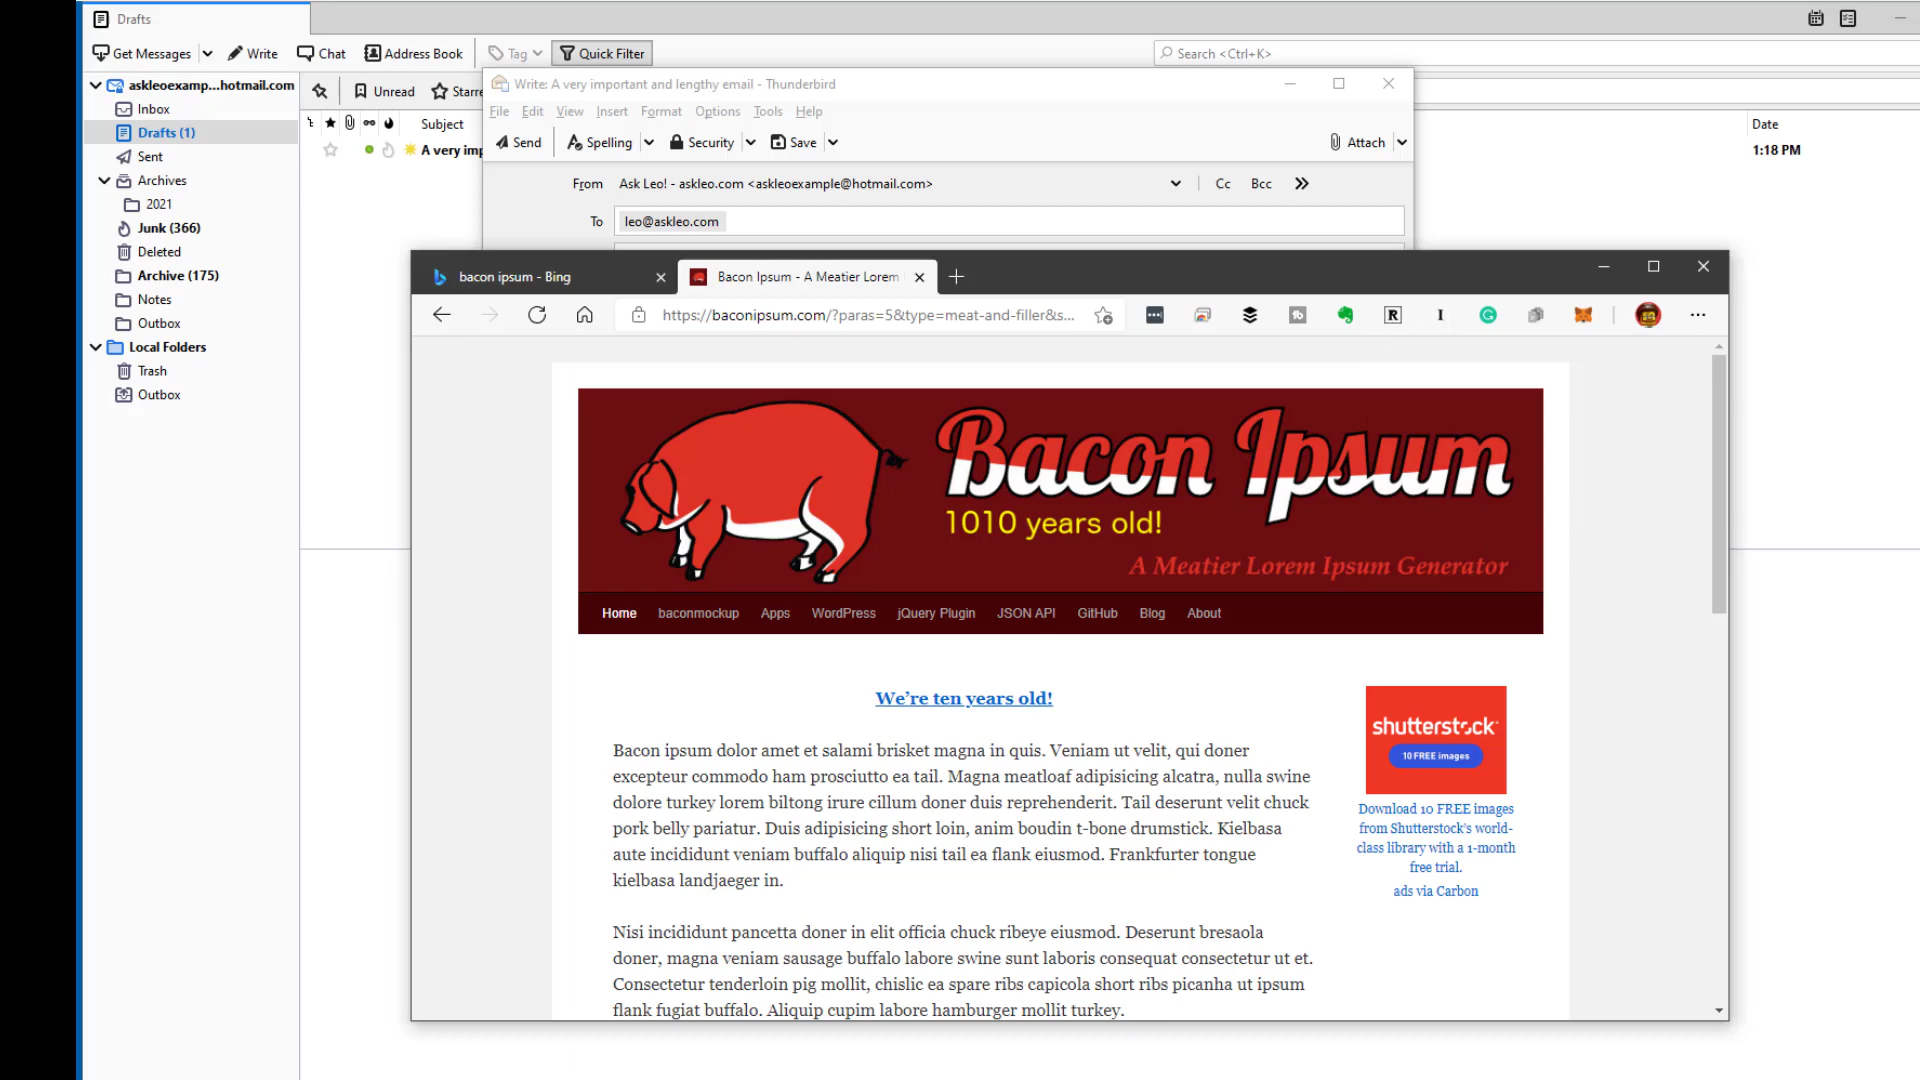 Drafts
Get Messages
Write
Chat
Address Book
Tag
Quick Filter
Search <Ctrl+K>
askleoexamp...hotmail.com
Inbox
Drafts (1)
Sent
Archives
2021
Junk (366)
Deleted
Archive (175)
Notes
Outbox
Local Folders
Trash
Outbox
Unread
Starre
Subject
Date
A very imp
1:18 PM
Write: A very important and lengthy email - Thunderbird
File Edit View Insert Format Options Tools Help
Send
Spelling
Security
Save
Attach
From Ask Leo! - askleo.com <askleoexample@hotmail.com>
Cc Bcc
To leo@askleo.com
bacon ipsum - Bing
Bacon Ipsum - A Meatier Lorem
https://baconipsum.com/?paras=5&type=meat-and-filler&s...
Bacon Ipsum
1010 years old!
A Meatier Lorem Ipsum Generator
Home baconmockup Apps WordPress jQuery Plugin JSON API GitHub Blog About
We're ten years old!
Bacon ipsum dolor amet et salami brisket magna in quis. Veniam ut velit, qui doner
excepteur commodo ham prosciutto ea tail. Magna meatloaf adipisicing alcatra, nulla swine
dolore turkey lorem biltong irure cillum doner duis reprehenderit. Tail deserunt velit chuck
pork belly pariatur. Duis adipisicing short loin, anim boudin t-bone drumstick. Kielbasa
aute incididunt veniam buffalo aliquip nisi tail ea flank eiusmod. Frankfurter tongue
kielbasa landjaeger in.
Nisi incididunt pancetta doner in elit officia chuck ribeye eiusmod. Deserunt bresaola
doner, magna veniam sausage buffalo labore swine sunt laboris consequat consectetur ut et.
Consectetur tenderloin pig mollit, chislic ea spare ribs capicola short ribs picanha ut ipsum
flank fugiat buffalo. Aliquip cupim labore hamburger mollit turkey.
shutterstock
10 FREE images
Download 10 FREE images
from Shutterstock's world-
class library with a 1-month
free trial.
ads via Carbon